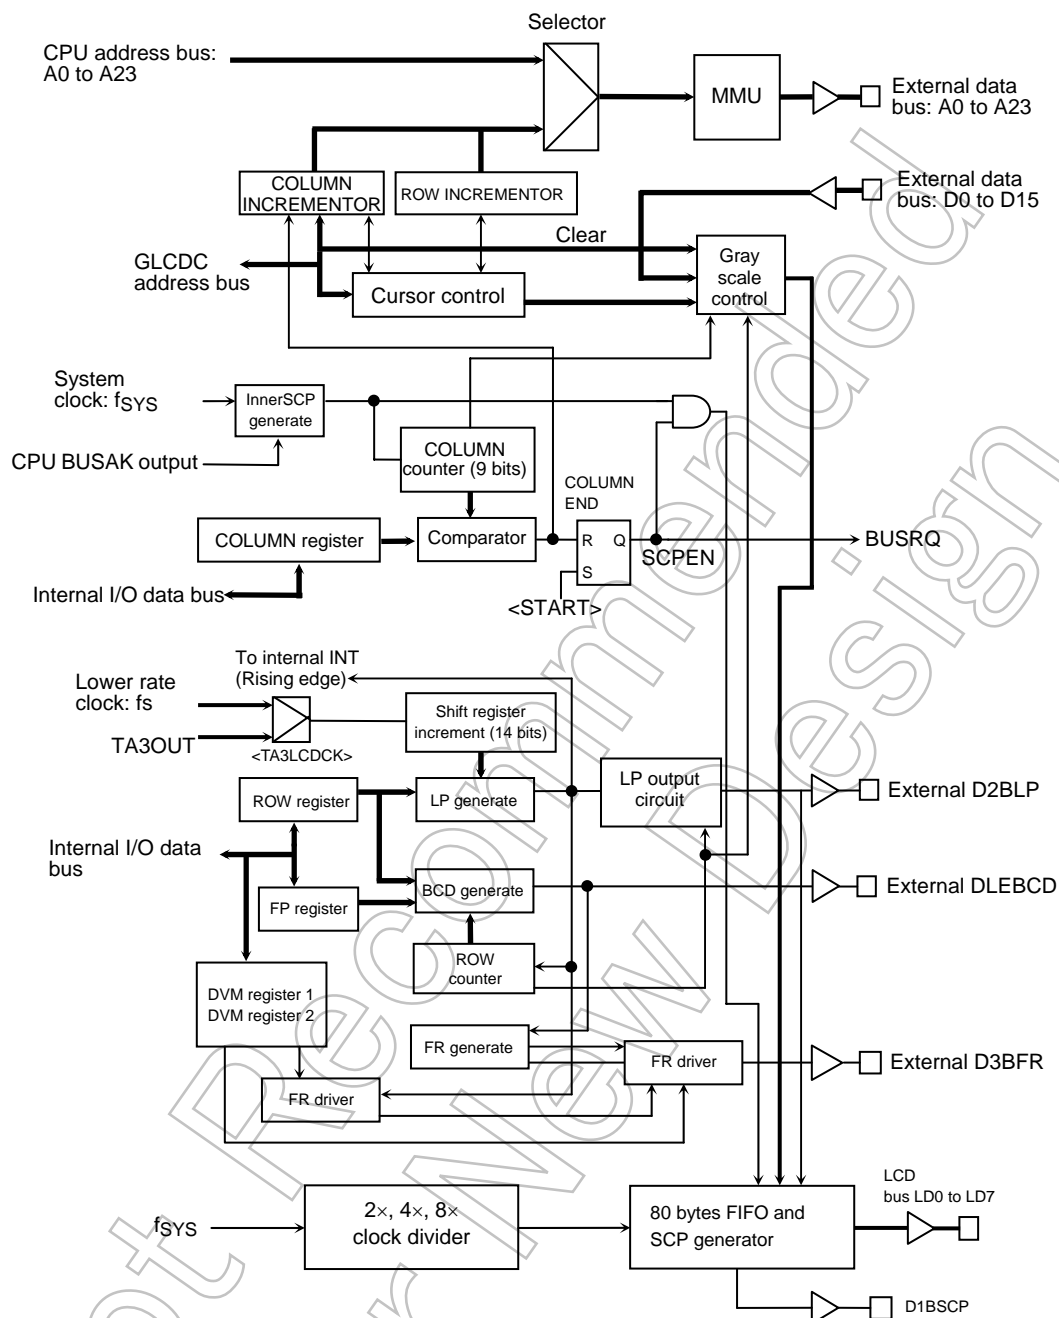 Selector
CPU address bus:
A0 to A23
MMU
External data
bus: A0 to A23
COLUMN
INCREMENTOR
ROW INCREMENTOR
External data
bus: D0 to D15
Clear
GLCDC
address bus
Cursor control
Gray
scale
control
System
clock: fSYS
InnerSCP
generate
CPU BUSAK output
COLUMN
counter (9 bits)
COLUMN
END
COLUMN register
Comparator
R Q
S
SCPEN
BUSRQ
Internal I/O data bus
<START>
To internal INT
(Rising edge)
Lower rate
clock: fs
TA3OUT
<TA3LCDCK>
Shift register
increment (14 bits)
ROW register
LP generate
LP output
circuit
External D2BLP
Internal I/O data
bus
FP register
BCD generate
External DLEBCD
ROW
counter
DVM register 1
DVM register 2
FR generate
FR driver
External D3BFR
FR driver
LCD
bus LD0 to LD7
fSYS
2×, 4×, 8×
clock divider
80 bytes FIFO and
SCP generator
D1BSCP
Not Recommended
for New Design